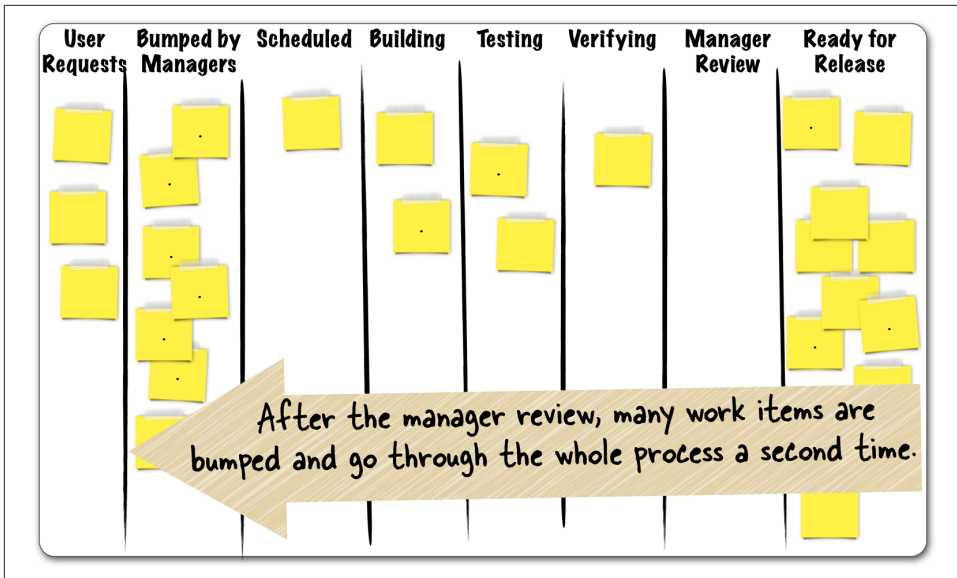 User Requests
Bumped by Managers
Scheduled
Building
Testing
Verifying
Manager Review
Ready for Release
After the manager review, many work items are
bumped and go through the whole process a second time.